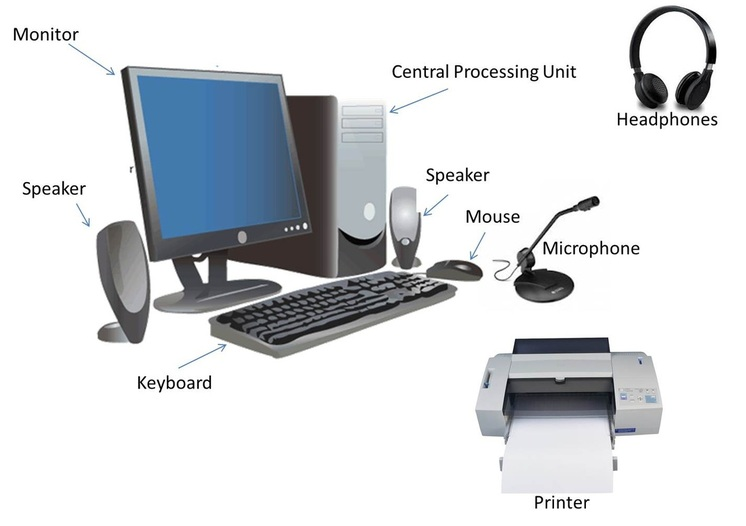 Monitor
Central Processing Unit
Headphones
Speaker
Speaker
Mouse
Microphone
Keyboard
Printer